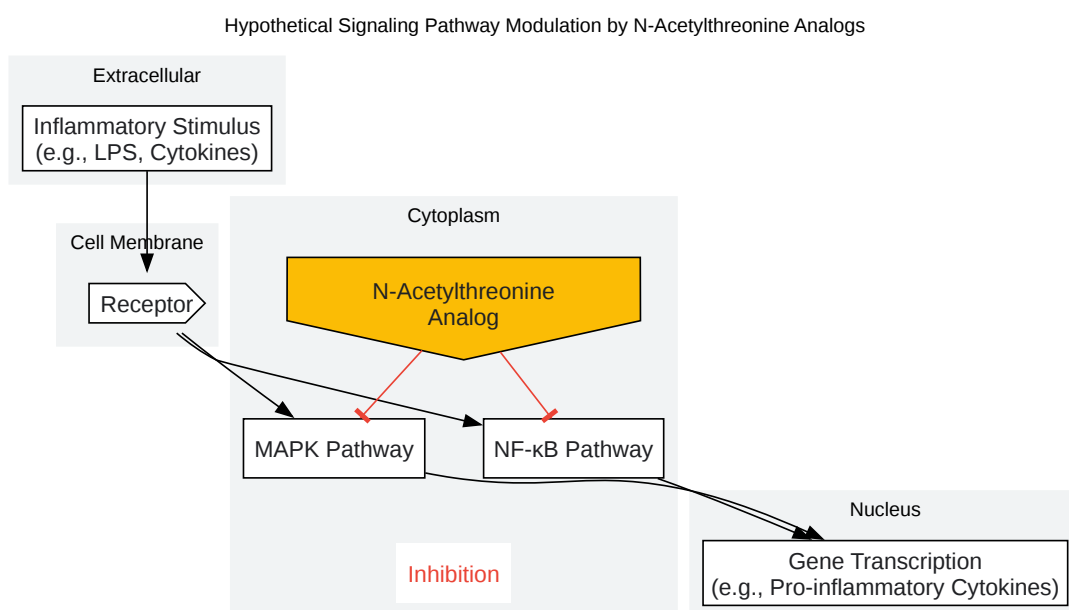 Hypothetical Signaling Pathway Modulation by N-Acetylthreonine Analogs
Extracellular
Inflammatory Stimulus
(e.g., LPS, Cytokines)
Cell Membrane
Receptor
Cytoplasm
N-Acetylthreonine
Analog
MAPK Pathway
NF-κB Pathway
Inhibition
Nucleus
Gene Transcription
(e.g., Pro-inflammatory Cytokines)